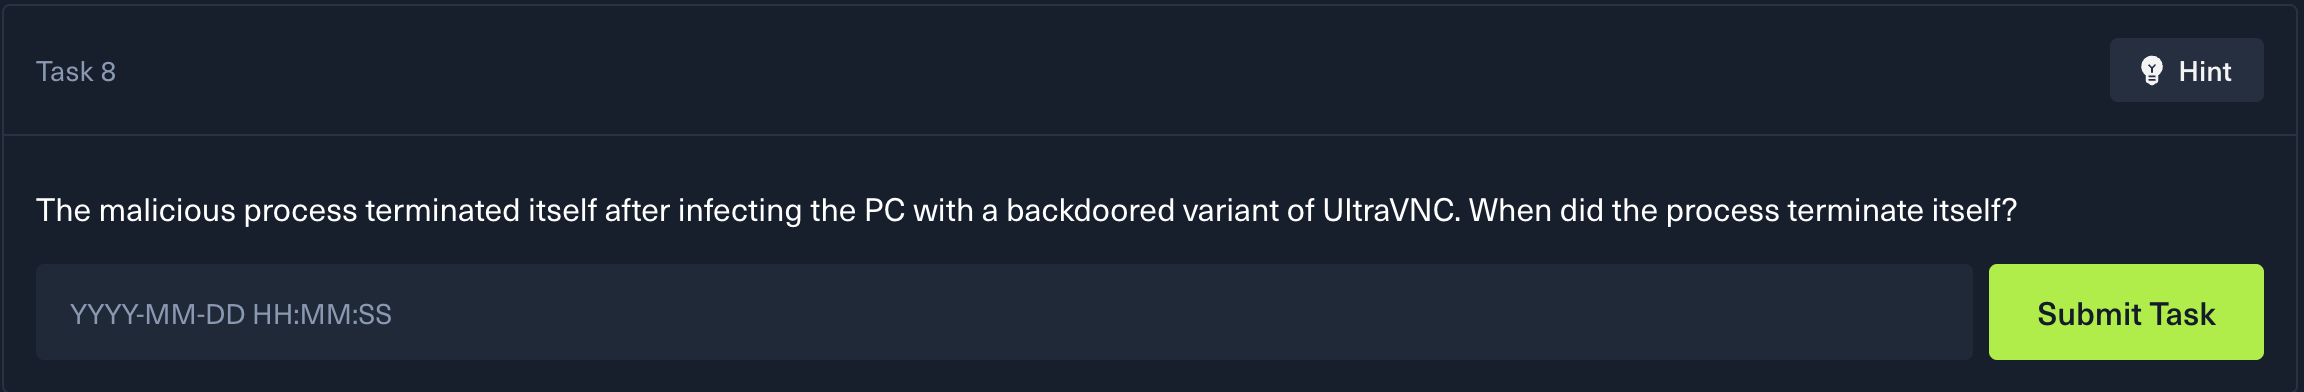 Task 8
Hint
The malicious process terminated itself after infecting the PC with a backdoored variant of UltraVNC. When did the process terminate itself?
YYYY-MM-DD HH:MM:SS
Submit Task